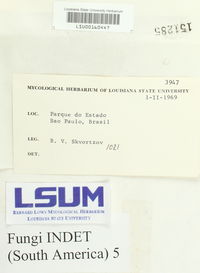 Louisiana State University Herbarium
LSU00140447
151285
3947
MYCOLOGICAL HERBARIUM OF LOUISIANA STATE UNIVERSITY
1-11-1969
LOC. Parque do Estado
Sao Paulo, Brasil
LEG. B. V. Skvortzov 1021
DET.
LSUM
BERNARD LOWY MYCOLOGICAL HERBARIUM
LOUISIANA STATE UNIVERSITY
Fungi INDET
(South America) 5